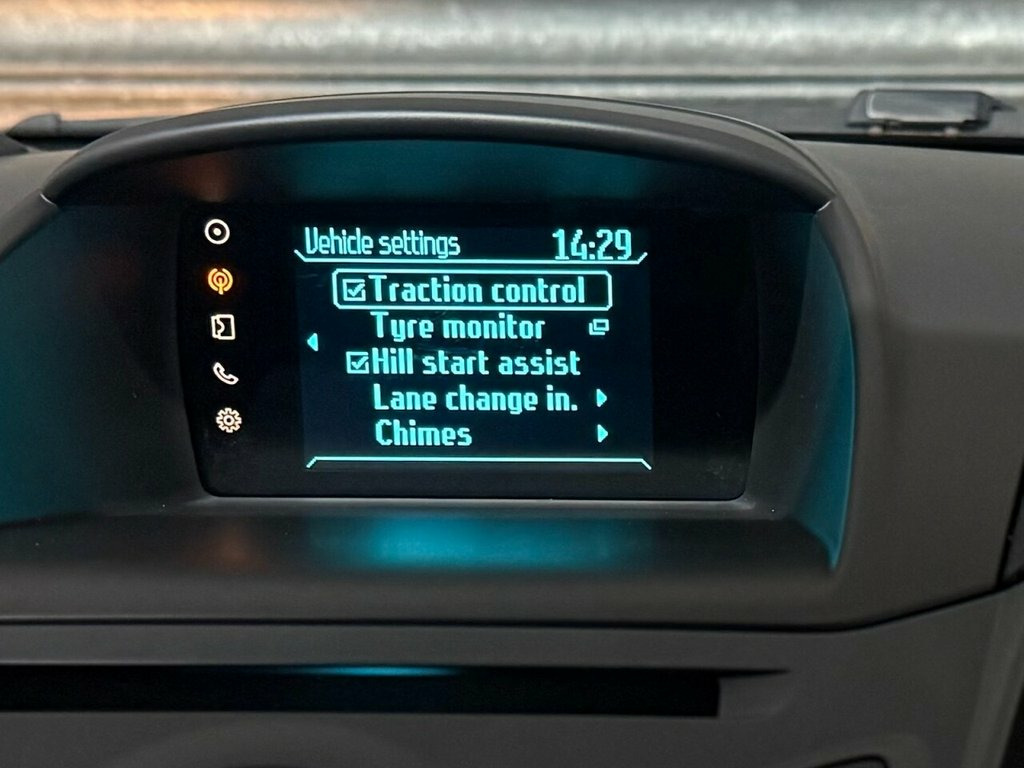 Vehicle settings 14:29
Traction control
Tyre monitor
Hill start assist
Lane change in.
Chimes